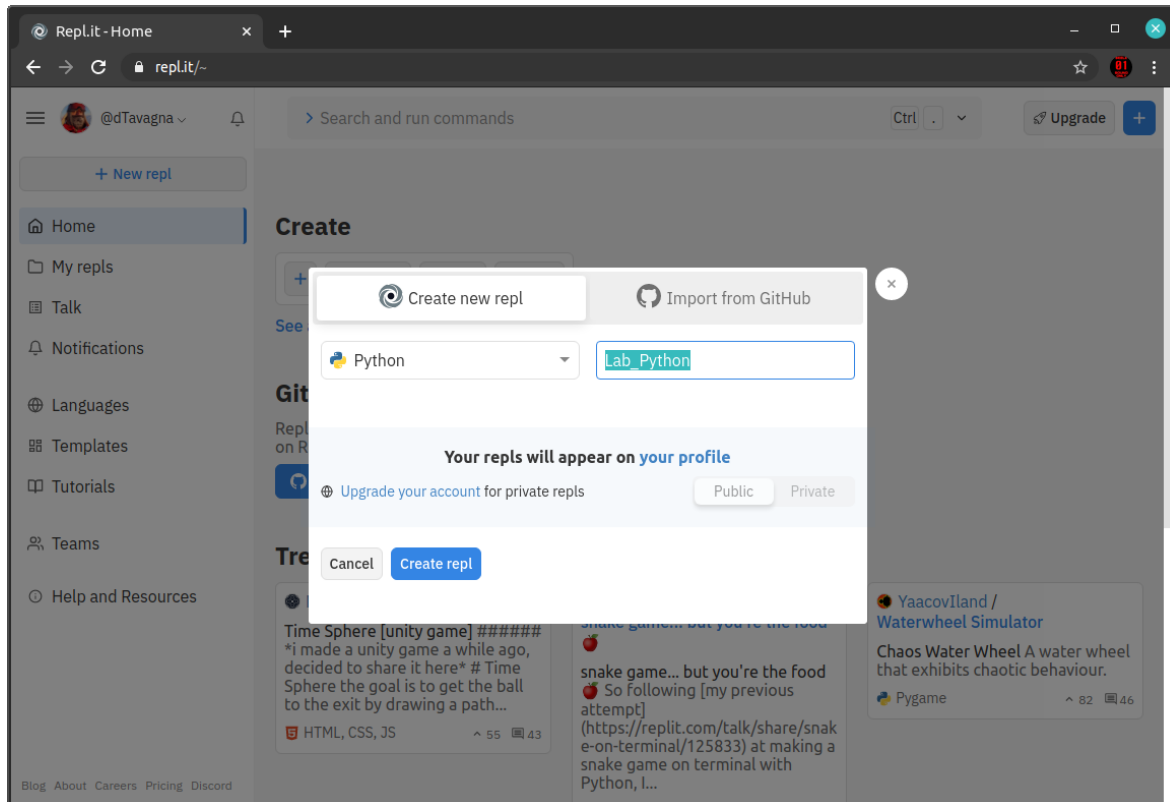 Repl.it - Home
repl.it/~
@dTavagna
Search and run commands
Ctrl .
Upgrade
+
+ New repl
Home
My repls
Talk
Notifications
Languages
Templates
Tutorials
Teams
Help and Resources
Blog About Careers Pricing Discord
Create
+
See
Git
Repl
on R
Tre
Create new repl
Import from GitHub
Python
Lab_Python
Your repls will appear on your profile
Upgrade your account for private repls
Public
Private
Cancel
Create repl
Time Sphere [unity game] ######
*i made a unity game a while ago,
decided to share it here* # Time
Sphere the goal is to get the ball
to the exit by drawing a path...
HTML, CSS, JS
55
43
snake game... but you're the food
snake game... but you're the food
So following [my previous
attempt]
(https://replit.com/talk/share/snak
e-on-terminal/125833) at making a
snake game on terminal with
Python, I...
YaacovIland /
Waterwheel Simulator
Chaos Water Wheel A water wheel
that exhibits chaotic behaviour.
Pygame
82
46